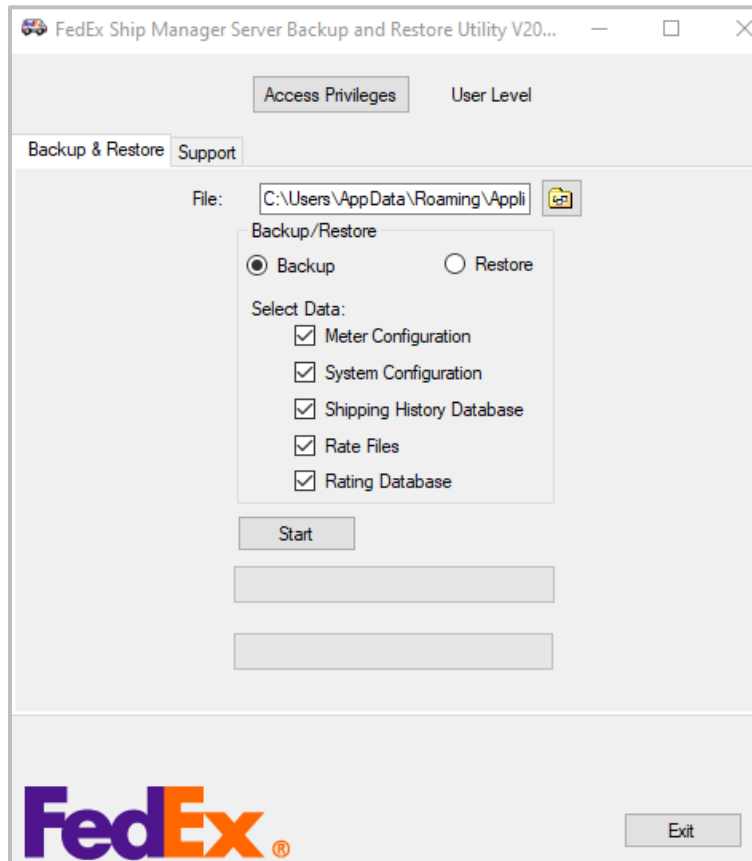 FedEx Ship Manager Server Backup and Restore Utility V20...
Access Privileges User Level
Backup & Restore Support
File: C:\Users\AppData\Roaming\Appli
Backup/Restore
Backup Restore
Select Data:
Meter Configuration
System Configuration
Shipping History Database
Rate Files
Rating Database
Start
FedEx®
Exit